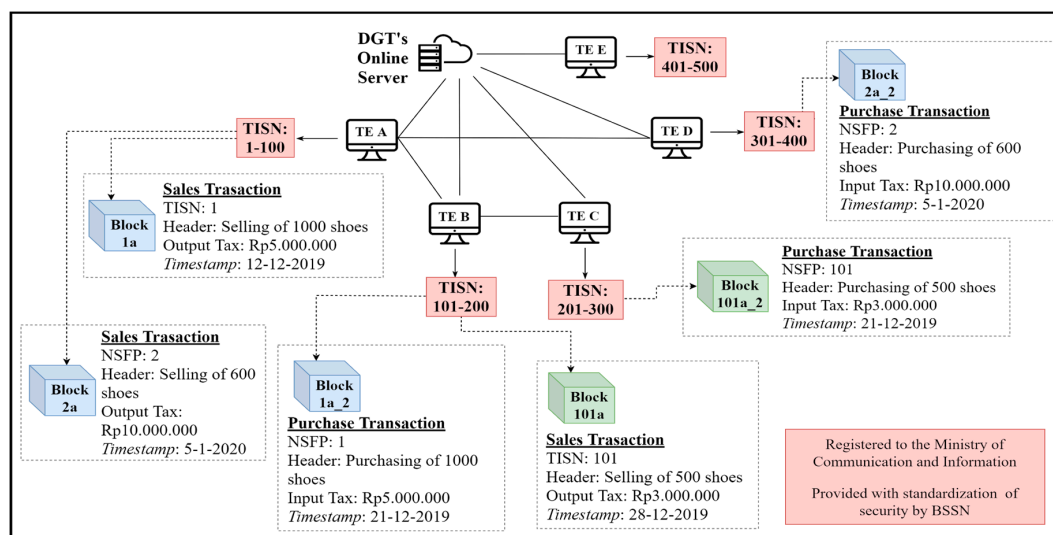 DGT's
Online
Server
TE E
TISN:
401-500
Block
2a_2
Purchase Transaction
NSFP: 2
Header: Purchasing of 600
shoes
Input Tax: Rp10.000.000
Timestamp: 5-1-2020
TISN:
1-100
TE A
TE D
TISN:
301-400
Block
1a
Sales Trasaction
TISN: 1
Header: Selling of 1000 shoes
Output Tax: Rp5.000.000
Timestamp: 12-12-2019
TE B
TE C
TISN:
101-200
TISN:
201-300
Block
101a_2
Purchase Transaction
NSFP: 101
Header: Purchasing of 500 shoes
Input Tax: Rp3.000.000
Timestamp: 21-12-2019
Block
2a
Sales Trasaction
NSFP: 2
Header: Selling of 600
shoes
Output Tax:
Rp10.000.000
Timestamp: 5-1-2020
Block
1a_2
Purchase Transaction
NSFP: 1
Header: Purchasing of 1000
shoes
Input Tax: Rp5.000.000
Timestamp: 21-12-2019
Block
101a
Sales Trasaction
TISN: 101
Header: Selling of 500 shoes
Output Tax: Rp3.000.000
Timestamp: 28-12-2019
Registered to the Ministry of
Communication and Information
Provided with standardization of
security by BSSN